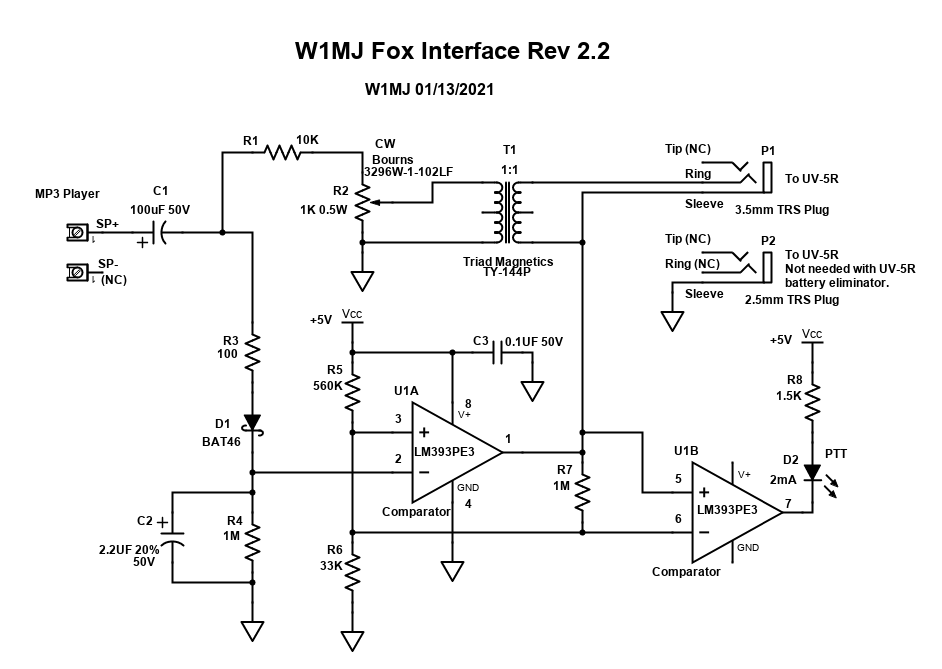 W1MJ Fox Interface Rev 2.2
W1MJ 01/13/2021
R1
10K
CW
Bourns
3296W-1-102LF
R2
1K 0.5W
T1
1:1
Triad Magnetics
TY-144P
Tip (NC)
P1
Ring
To UV-5R
Sleeve
3.5mm TRS Plug
MP3 Player
C1
100uF 50V
SP+
SP-
(NC)
Tip (NC)
P2
Ring (NC)
To UV-5R
Not needed with UV-5R
battery eliminator.
Sleeve
2.5mm TRS Plug
+5V
Vcc
C3
0.1UF 50V
R3
100
R5
560K
U1A
8
V+
3
+
2
−
LM393PE3
1
GND
4
Comparator
D1
BAT46
C2
2.2UF 20%
50V
R4
1M
R6
33K
R7
1M
+5V
Vcc
R8
1.5K
D2
2mA
PTT
U1B
V+
5
+
6
−
LM393PE3
7
GND
Comparator